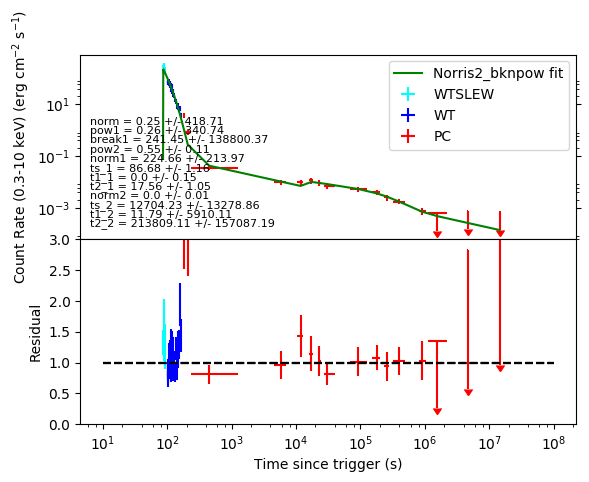 Count Rate (0.3-10 keV) (erg cm⁻² s⁻¹)
10¹
10⁻¹
10⁻³
Norris2_bknpow fit
WTSLEW
WT
PC
norm = 0.25 +/- 418.71
pow1 = 0.26 +/- 340.74
break1 = 241.45 +/- 138800.37
pow2 = 0.55 +/- 0.11
norm1 = 224.66 +/- 213.97
ts_1 = 86.68 +/- 1.10
t1_1 = 0.0 +/- 0.15
t2_1 = 17.56 +/- 1.05
norm2 = 0.0 +/- 0.01
ts_2 = 12704.23 +/- 13278.86
t1_2 = 11.79 +/- 5910.11
t2_2 = 213809.11 +/- 157087.19
Residual
3.0
2.5
2.0
1.5
1.0
0.5
0.0
10¹ 10² 10³ 10⁴ 10⁵ 10⁶ 10⁷ 10⁸
Time since trigger (s)